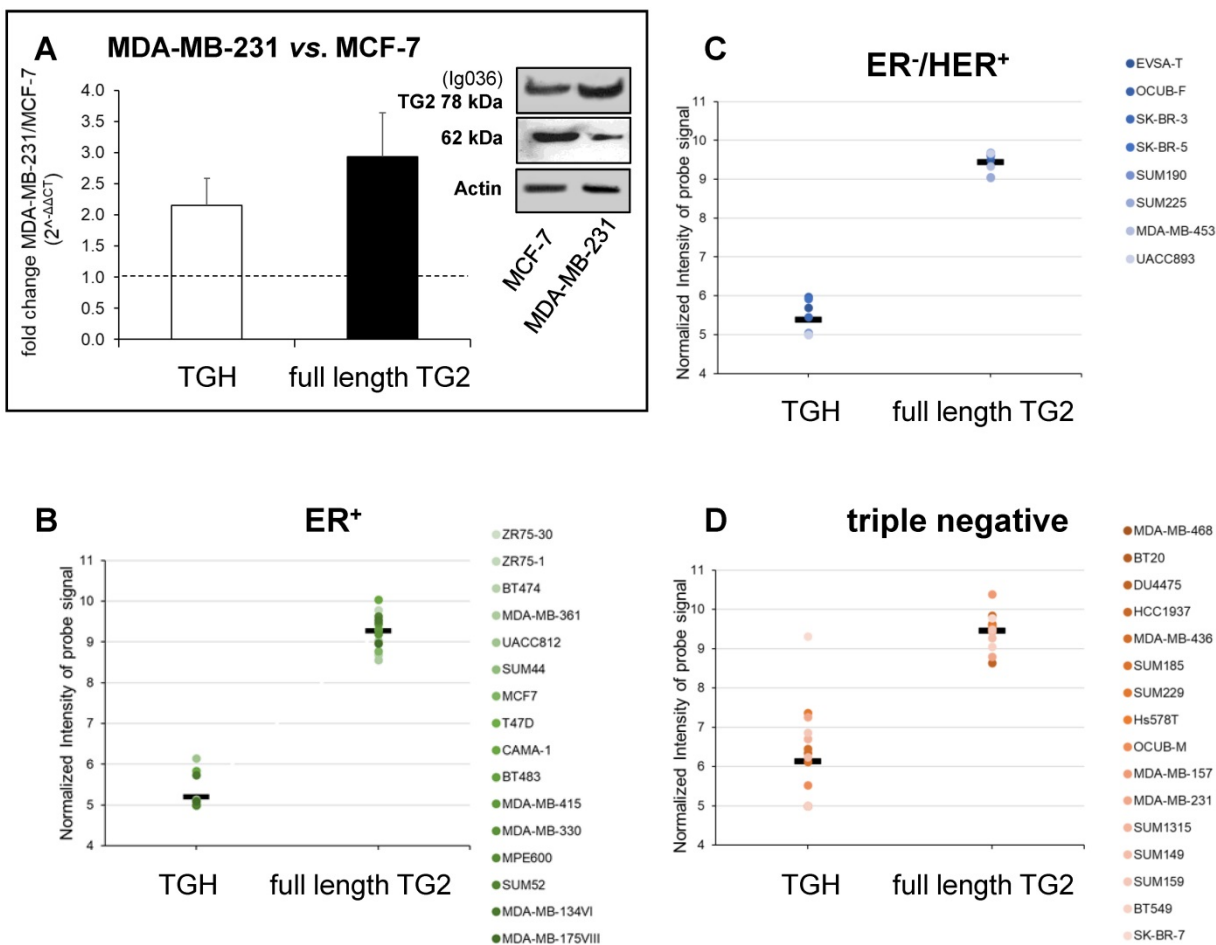 A
MDA-MB-231 vs. MCF-7
fold change MDA-MB-231/MCF-7
(2^-ΔΔCT)
4.0
3.5
3.0
2.5
2.0
1.5
1.0
0.5
0.0
TGH
full length TG2
(Ig036)
TG2 78 kDa
62 kDa
Actin
MCF-7
MDA-MB-231
C
ER-/HER+
Normalized Intensity of probe signal
11
10
9
8
7
6
5
4
TGH
full length TG2
EVSA-T
OCUB-F
SK-BR-3
SK-BR-5
SUM190
SUM225
MDA-MB-453
UACC893
B
ER+
Normalized Intensity of probe signal
11
10
9
8
7
6
5
4
TGH
full length TG2
ZR75-30
ZR75-1
BT474
MDA-MB-361
UACC812
SUM44
MCF7
T47D
CAMA-1
BT483
MDA-MB-415
MDA-MB-330
MPE600
SUM52
MDA-MB-134VI
MDA-MB-175VIII
D
triple negative
Normalized Intensity of probe signal
11
10
9
8
7
6
5
4
TGH
full length TG2
MDA-MB-468
BT20
DU4475
HCC1937
MDA-MB-436
SUM185
SUM229
Hs578T
OCUB-M
MDA-MB-157
MDA-MB-231
SUM1315
SUM149
SUM159
BT549
SK-BR-7